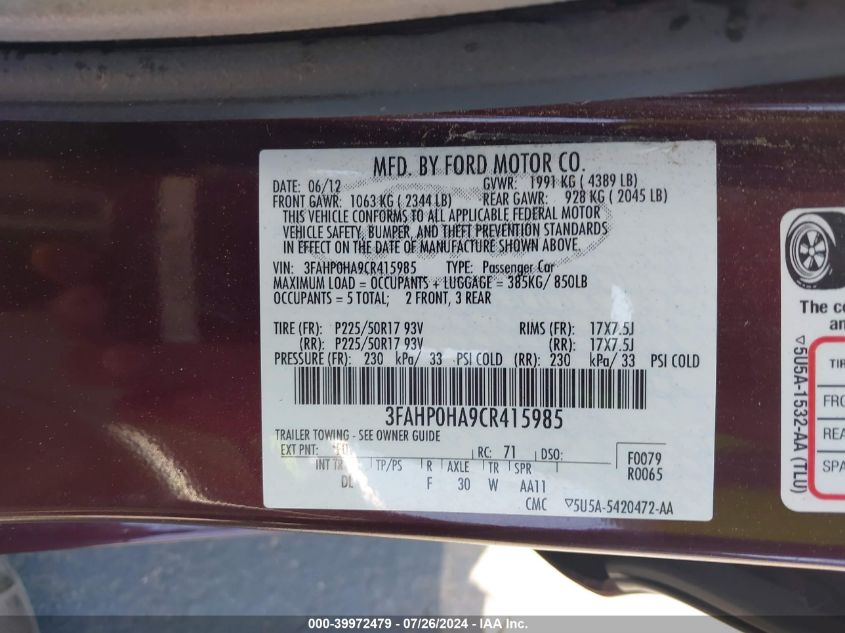 MFD. BY FORD MOTOR CO.
DATE: 06/12 GVWR: 1991 KG ( 4389 LB)
FRONT GAWR: 1063 KG ( 2344 LB) REAR GAWR: 928 KG ( 2045 LB)
THIS VEHICLE CONFORMS TO ALL APPLICABLE FEDERAL MOTOR
VEHICLE SAFETY, BUMPER, AND THEFT PREVENTION STANDARDS
IN EFFECT ON THE DATE OF MANUFACTURE SHOWN ABOVE.
VIN: 3FAHP0HA9CR415985 TYPE: Passenger Car
MAXIMUM LOAD = OCCUPANTS + LUGGAGE = 385KG/ 850LB
OCCUPANTS = 5 TOTAL; 2 FRONT, 3 REAR
TIRE (FR): P225/50R17 93V RIMS (FR): 17X7.5J
(RR): P225/50R17 93V (RR): 17X7.5J
PRESSURE (FR): 230 kPa/ 33 PSI COLD (RR): 230 kPa/ 33 PSI COLD
3FAHP0HA9CR415985
TRAILER TOWING - SEE OWNER GUIDE
EXT PNT: RC: 71 DSO: F0079
INT TR TP/PS R AXLE TR SPR R0065
F 30 W AA11
CMC ▽5U5A-5420472-AA
The co
an
TIR
FRO
REA
SPA
▽5U5A-1532-AA (TLU)
000-39972479 - 07/26/2024 - IAA Inc.